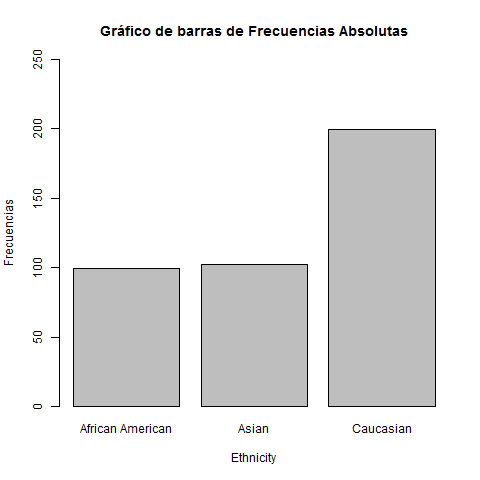 Gráfico de barras de Frecuencias Absolutas
250
200
150
100
50
0
Frecuencias
African American
Asian
Caucasian
Ethnicity